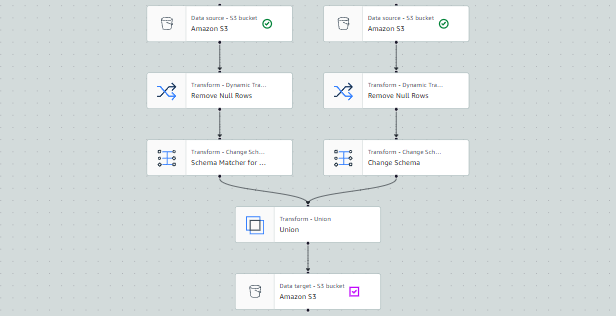 Data source - S3 bucket
Amazon S3
Data source - S3 bucket
Amazon S3
Transform - Dynamic Tra...
Remove Null Rows
Transform - Dynamic Tra...
Remove Null Rows
Transform - Change Sch...
Schema Matcher for ...
Transform - Change Sch...
Change Schema
Transform - Union
Union
Data target - S3 bucket
Amazon S3